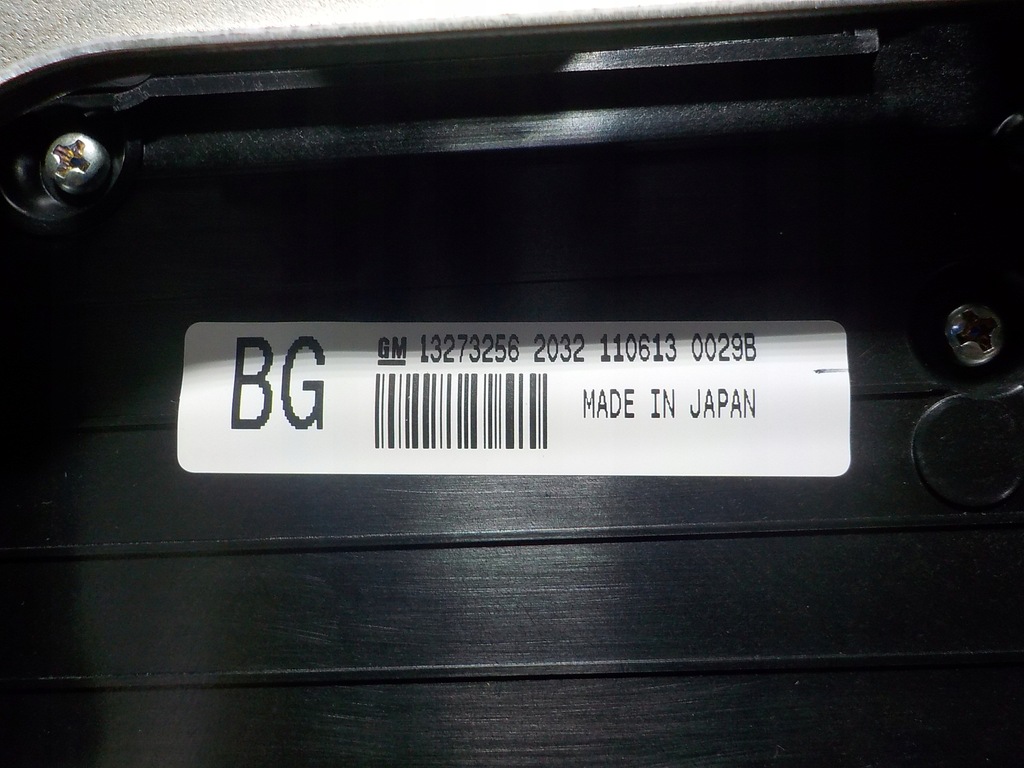 BG
GM 13273256 2032 110613 0029B
MADE IN JAPAN